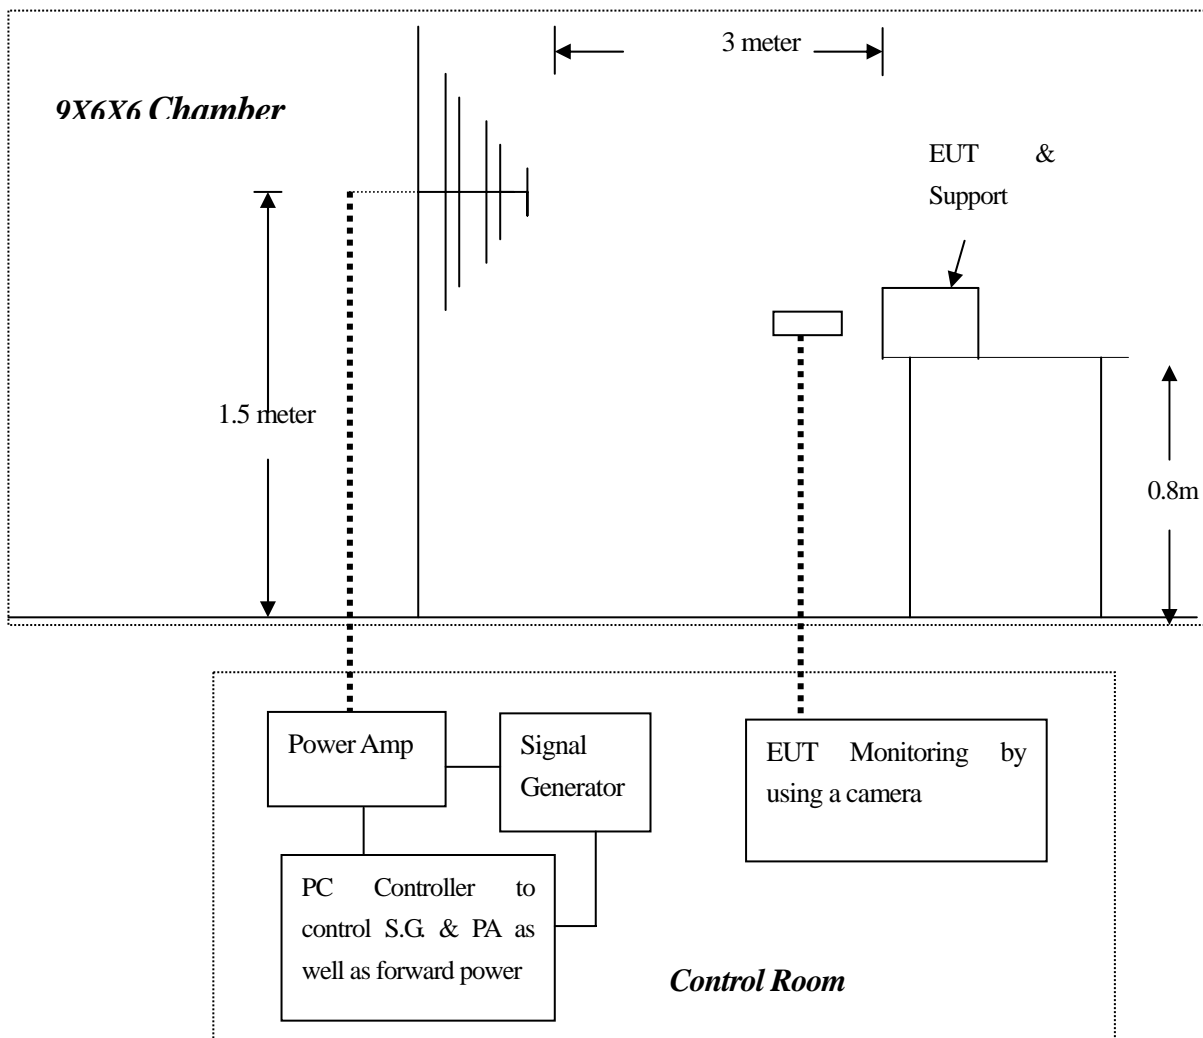 3 meter
9X6X6 Chamber
EUT &
Support
1.5 meter
0.8m
Power Amp
Signal
Generator
EUT Monitoring by
using a camera
PC Controller to
control S.G. & PA as
well as forward power
Control Room